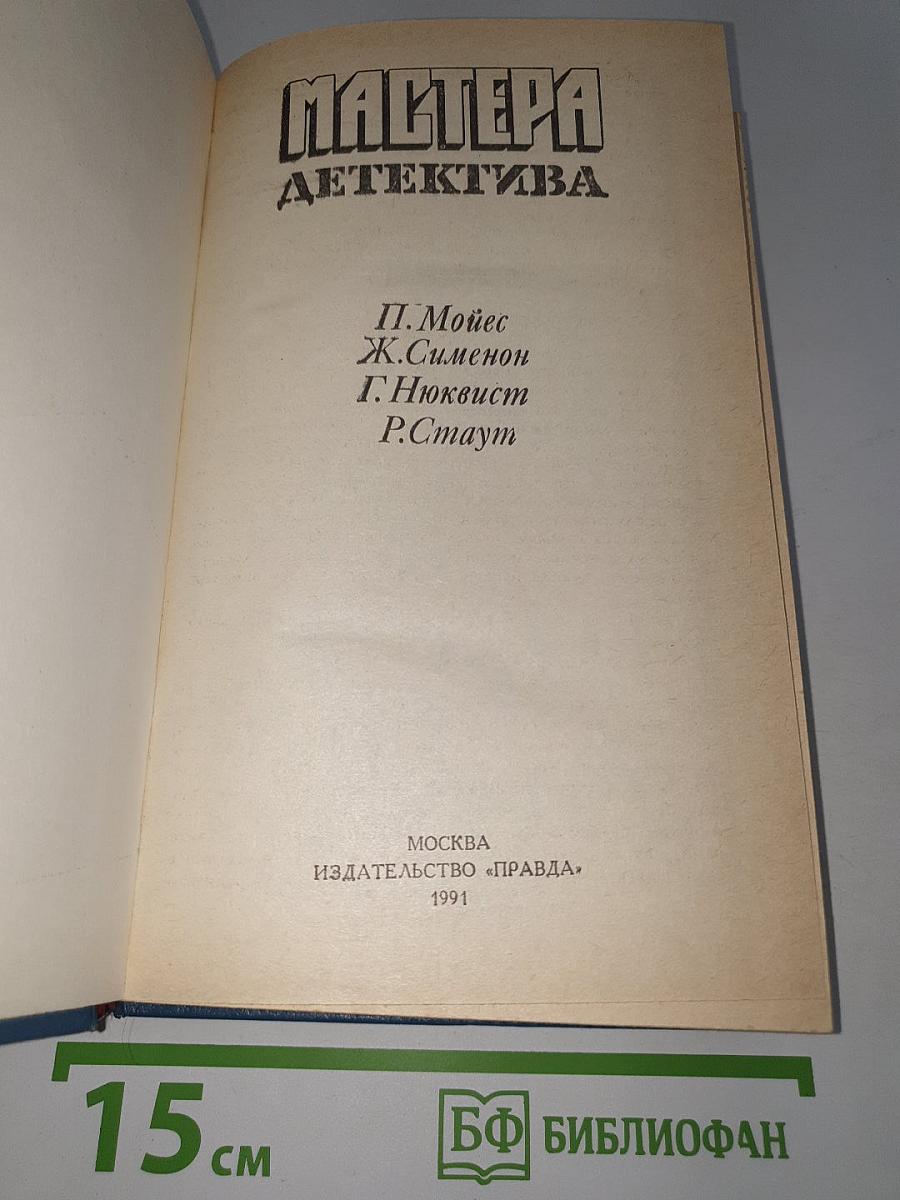 МАСТЕРА
ДЕТЕКТИВА
П. Мойес
Ж. Сименон
Г. Нюквист
Р. Стаут
МОСКВА
ИЗДАТЕЛЬСТВО «ПРАВДА»
1991
15 см
БФ БИБЛИОФАН